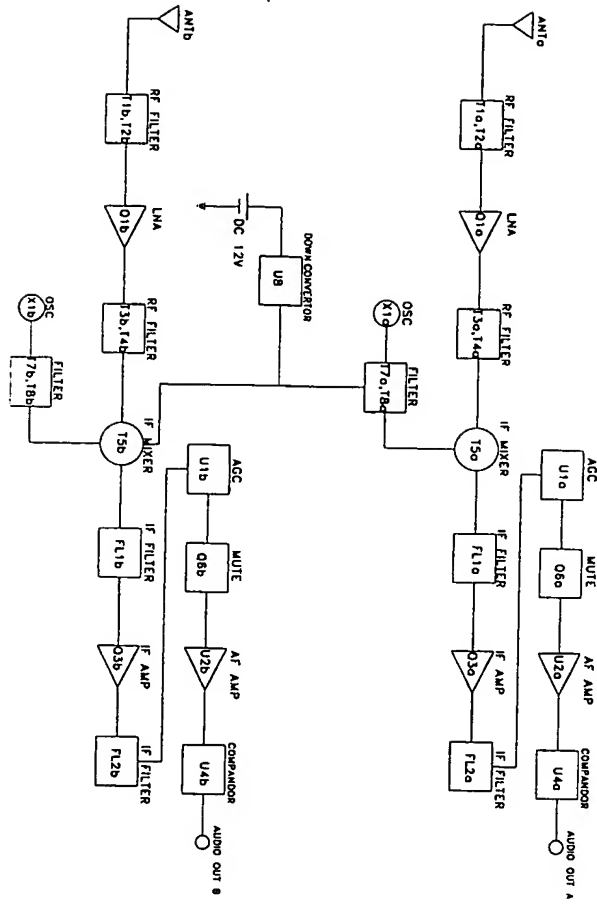 ANTa
RF FILTER
T1a,T2a
LNA
Q1a
RF FILTER
T3a,T4a
IF MIXER
T5a
IF FILTER
FL1a
IF AMP
Q3a
IF FILTER
FL2a
AGC
U1a
MUTE
Q6a
AF AMP
U2a
COMPANDOR
U4a
AUDIO OUT A
OSC
X1a
FILTER
T7a,T8a
DOWN CONVERTOR
U8
DC 12V
ANTb
RF FILTER
T1b,T2b
LNA
Q1b
RF FILTER
T3b,T4b
IF MIXER
T5b
IF FILTER
FL1b
IF AMP
Q3b
IF FILTER
FL2b
AGC
U1b
MUTE
Q6b
AF AMP
U2b
COMPANDOR
U4b
AUDIO OUT B
OSC
X1b
FILTER
T7b,T8b